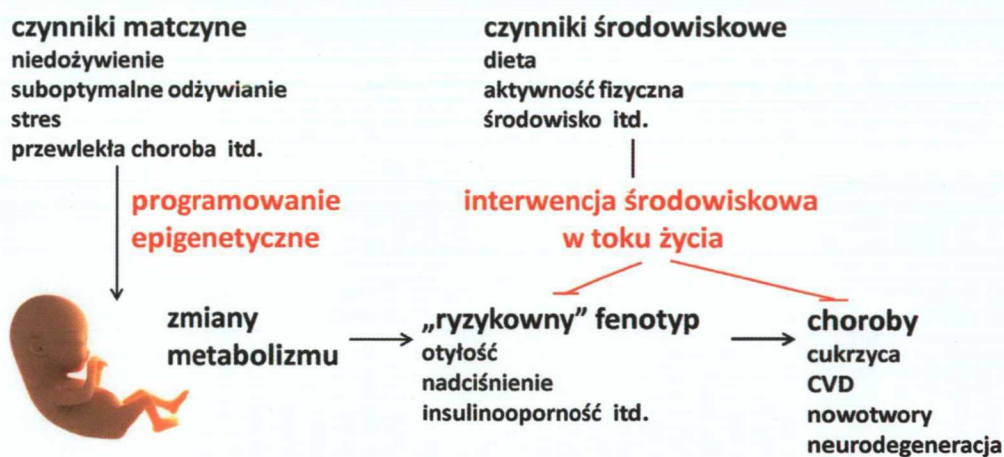 czynniki matczyne
niedożywienie
suboptymalne odżywianie
stres
przewlekła choroba itd.
czynniki środowiskowe
dieta
aktywność fizyczna
środowisko itd.
programowanie
epigenetyczne
interwencja środowiskowa
w toku życia
zmiany
metabolizmu
„ryzykowny” fenotyp
otyłość
nadciśnienie
insulinooporność itd.
choroby
cukrzyca
CVD
nowotwory
neurodegeneracja